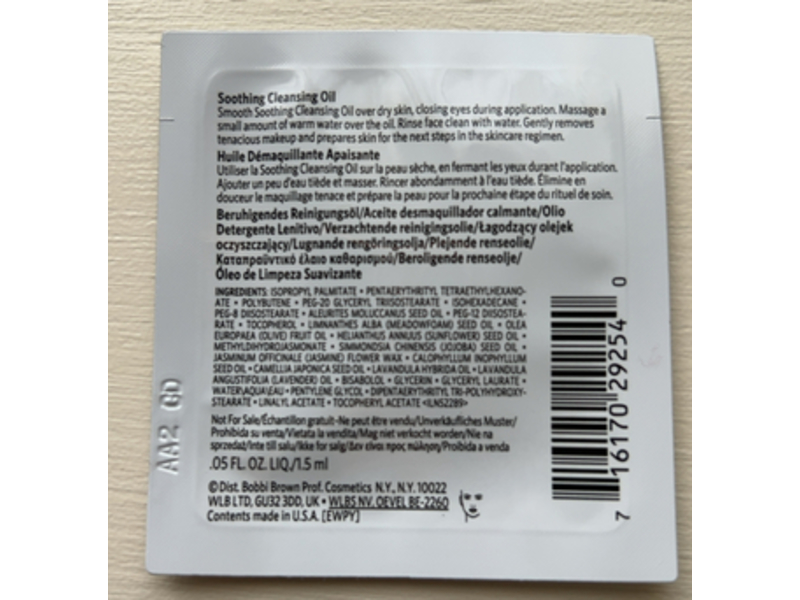 Soothing Cleansing Oil
Smooth Soothing Cleansing Oil over dry skin, closing eyes during application. Massage a
small amount of warm water over the oil. Rinse face clean with water. Gently removes
tenacious makeup and prepares skin for the next steps in the skincare regimen.
Huile Démaquillante Apaisante
Utiliser la Soothing Cleansing Oil sur la peau sèche, en fermant les yeux durant l'application.
Ajouter un peu d'eau tiède et masser. Rincer abondamment à l'eau tiède. Élimine en
douceur le maquillage tenace et prépare la peau pour la prochaine étape du rituel de soin.
Beruhigendes Reinigungsöl/Aceite desmaquillador calmante/Olio
Detergente Lenitivo/Verzachtende reinigingsolie/Łagodzący olejek
oczyszczający/Lugnande rengöringsolja/Plejende renseolie/
Καταπραϋντικό έλαιο καθαρισμού/Beroligende renseolje/
Óleo de Limpeza Suavizante
INGREDIENTS: ISOPROPYL PALMITATE • PENTAERYTHRITYL TETRAETHYLHEXANO-
ATE • POLYBUTENE • PEG-20 GLYCERYL TRIISOSTEARATE • ISOHEXADECANE •
PEG-8 DIISOSTEARATE • ALEURITES MOLUCCANUS SEED OIL • PEG-12 DIISOSTEA-
RATE • TOCOPHEROL • LIMNANTHES ALBA (MEADOWFOAM) SEED OIL • OLEA
EUROPAEA (OLIVE) FRUIT OIL • HELIANTHUS ANNUUS (SUNFLOWER) SEED OIL •
METHYLDIHYDROJASMONATE • SIMMONDSIA CHINENSIS (JOJOBA) SEED OIL •
JASMINUM OFFICINALE (JASMINE) FLOWER WAX • CALOPHYLLUM INOPHYLLUM
SEED OIL • CAMELLIA JAPONICA SEED OIL • LAVANDULA HYBRIDA OIL • LAVANDULA
ANGUSTIFOLIA (LAVENDER) OIL • BISABOLOL • GLYCERIN • GLYCERYL LAURATE •
WATER\AQUA\EAU • PENTYLENE GLYCOL • DIPENTAERYTHRITYL TRI-POLYHYDROXY-
STEARATE • LINALYL ACETATE • TOCOPHERYL ACETATE <ILN52289>
Not For Sale/Échantillon gratuit-Ne peut être vendu/Unverkäufliches Muster/
Prohibida su venta/Vietata la vendita/Mag niet verkocht worden/Nie na
sprzedaż/Inte till salu/Ikke for salg/Δεν είναι προς πώληση/Proibida a venda
.05 FL. OZ. LIQ./1.5 ml
©Dist. Bobbi Brown Prof. Cosmetics N.Y., N.Y. 10022
WLB LTD, GU32 3DD, UK • WLBS NV. OEVEL BE-2260
Contents made in U.S.A. [EWPY]
AA2 GD
7 16170 29254 0